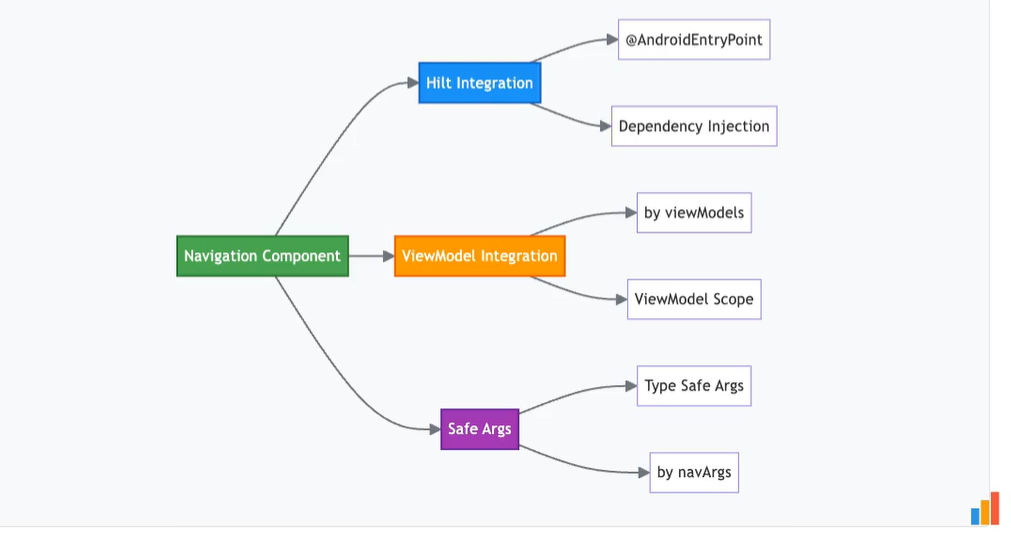 @AndroidEntryPoint
Hilt Integration
Dependency Injection
by viewModels
Navigation Component
ViewModel Integration
ViewModel Scope
Type Safe Args
Safe Args
by navArgs